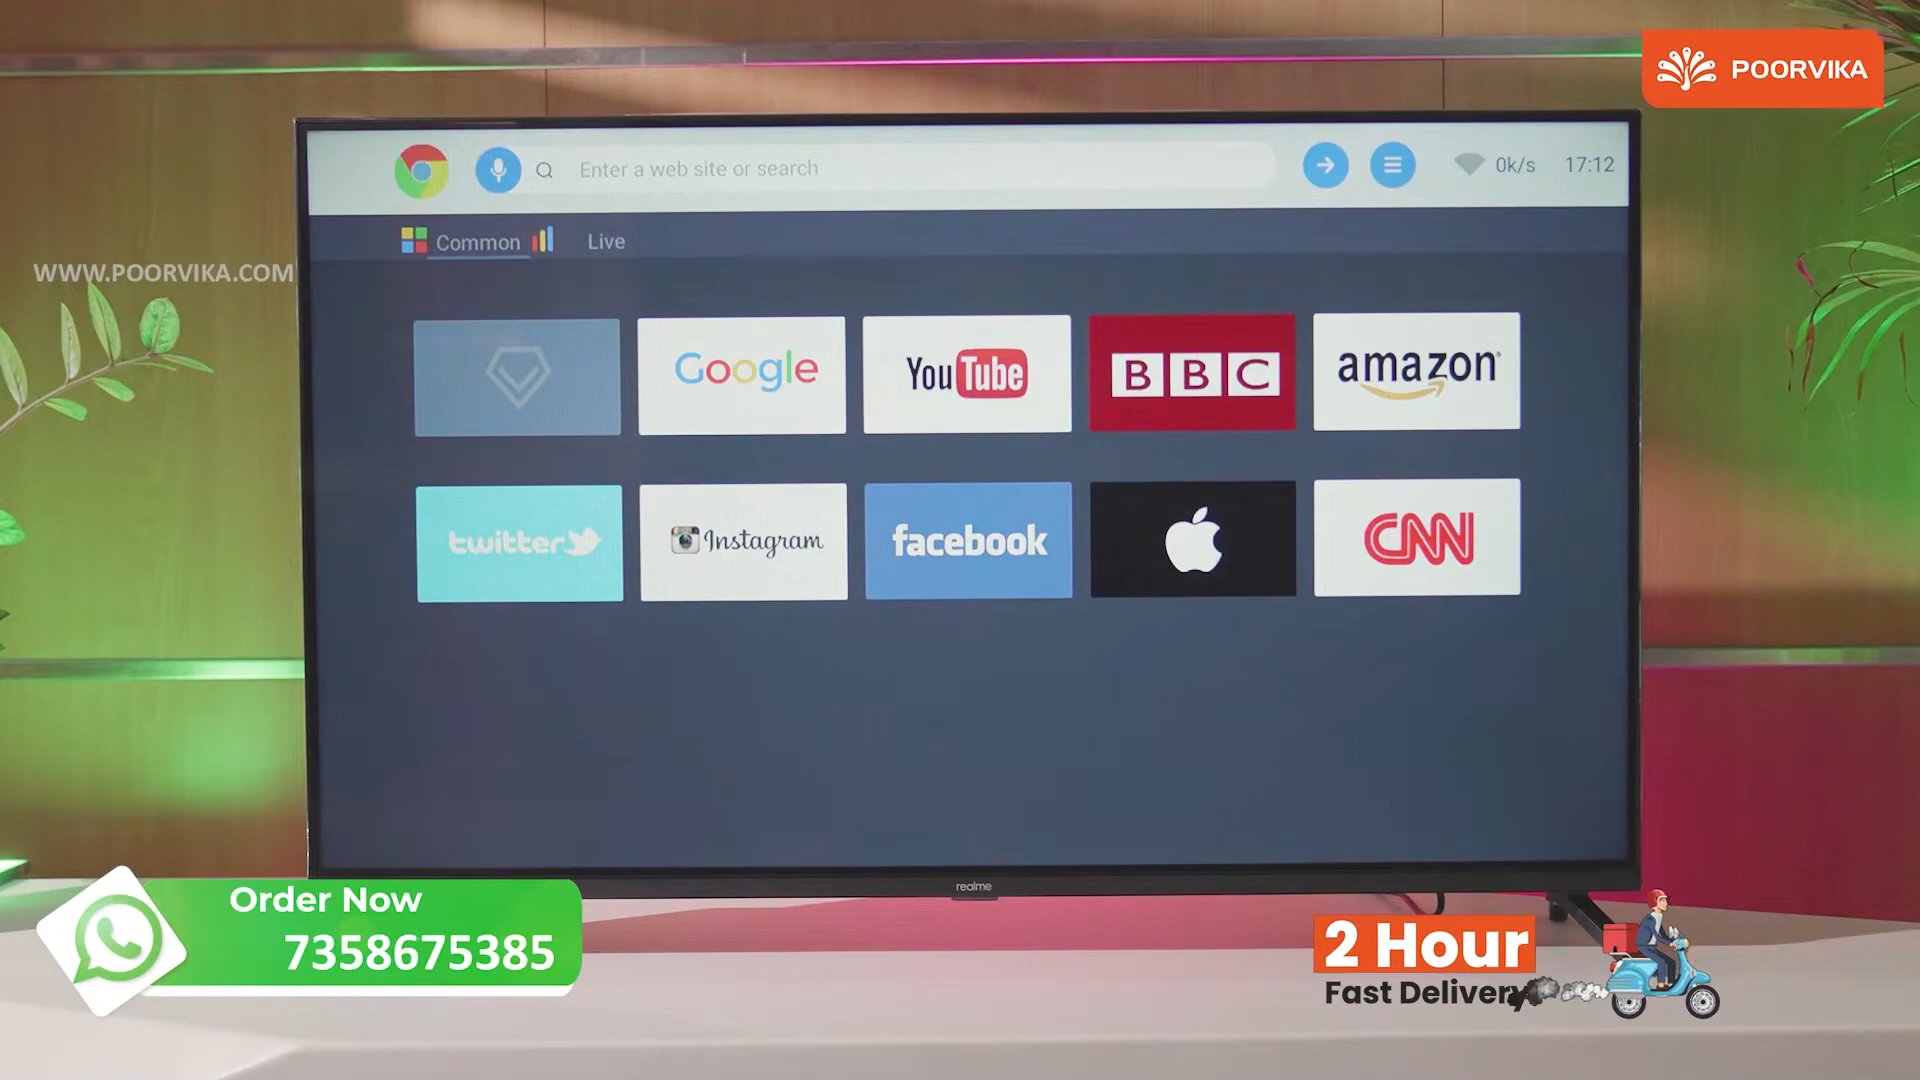 POORVIKA
Enter a web site or search
0k/s 17:12
Common Live
WWW.POORVIKA.COM
Google YouTube BBC amazon
twitter Instagram facebook CNN
realme
Order Now
7358675385
2 Hour
Fast Delivery